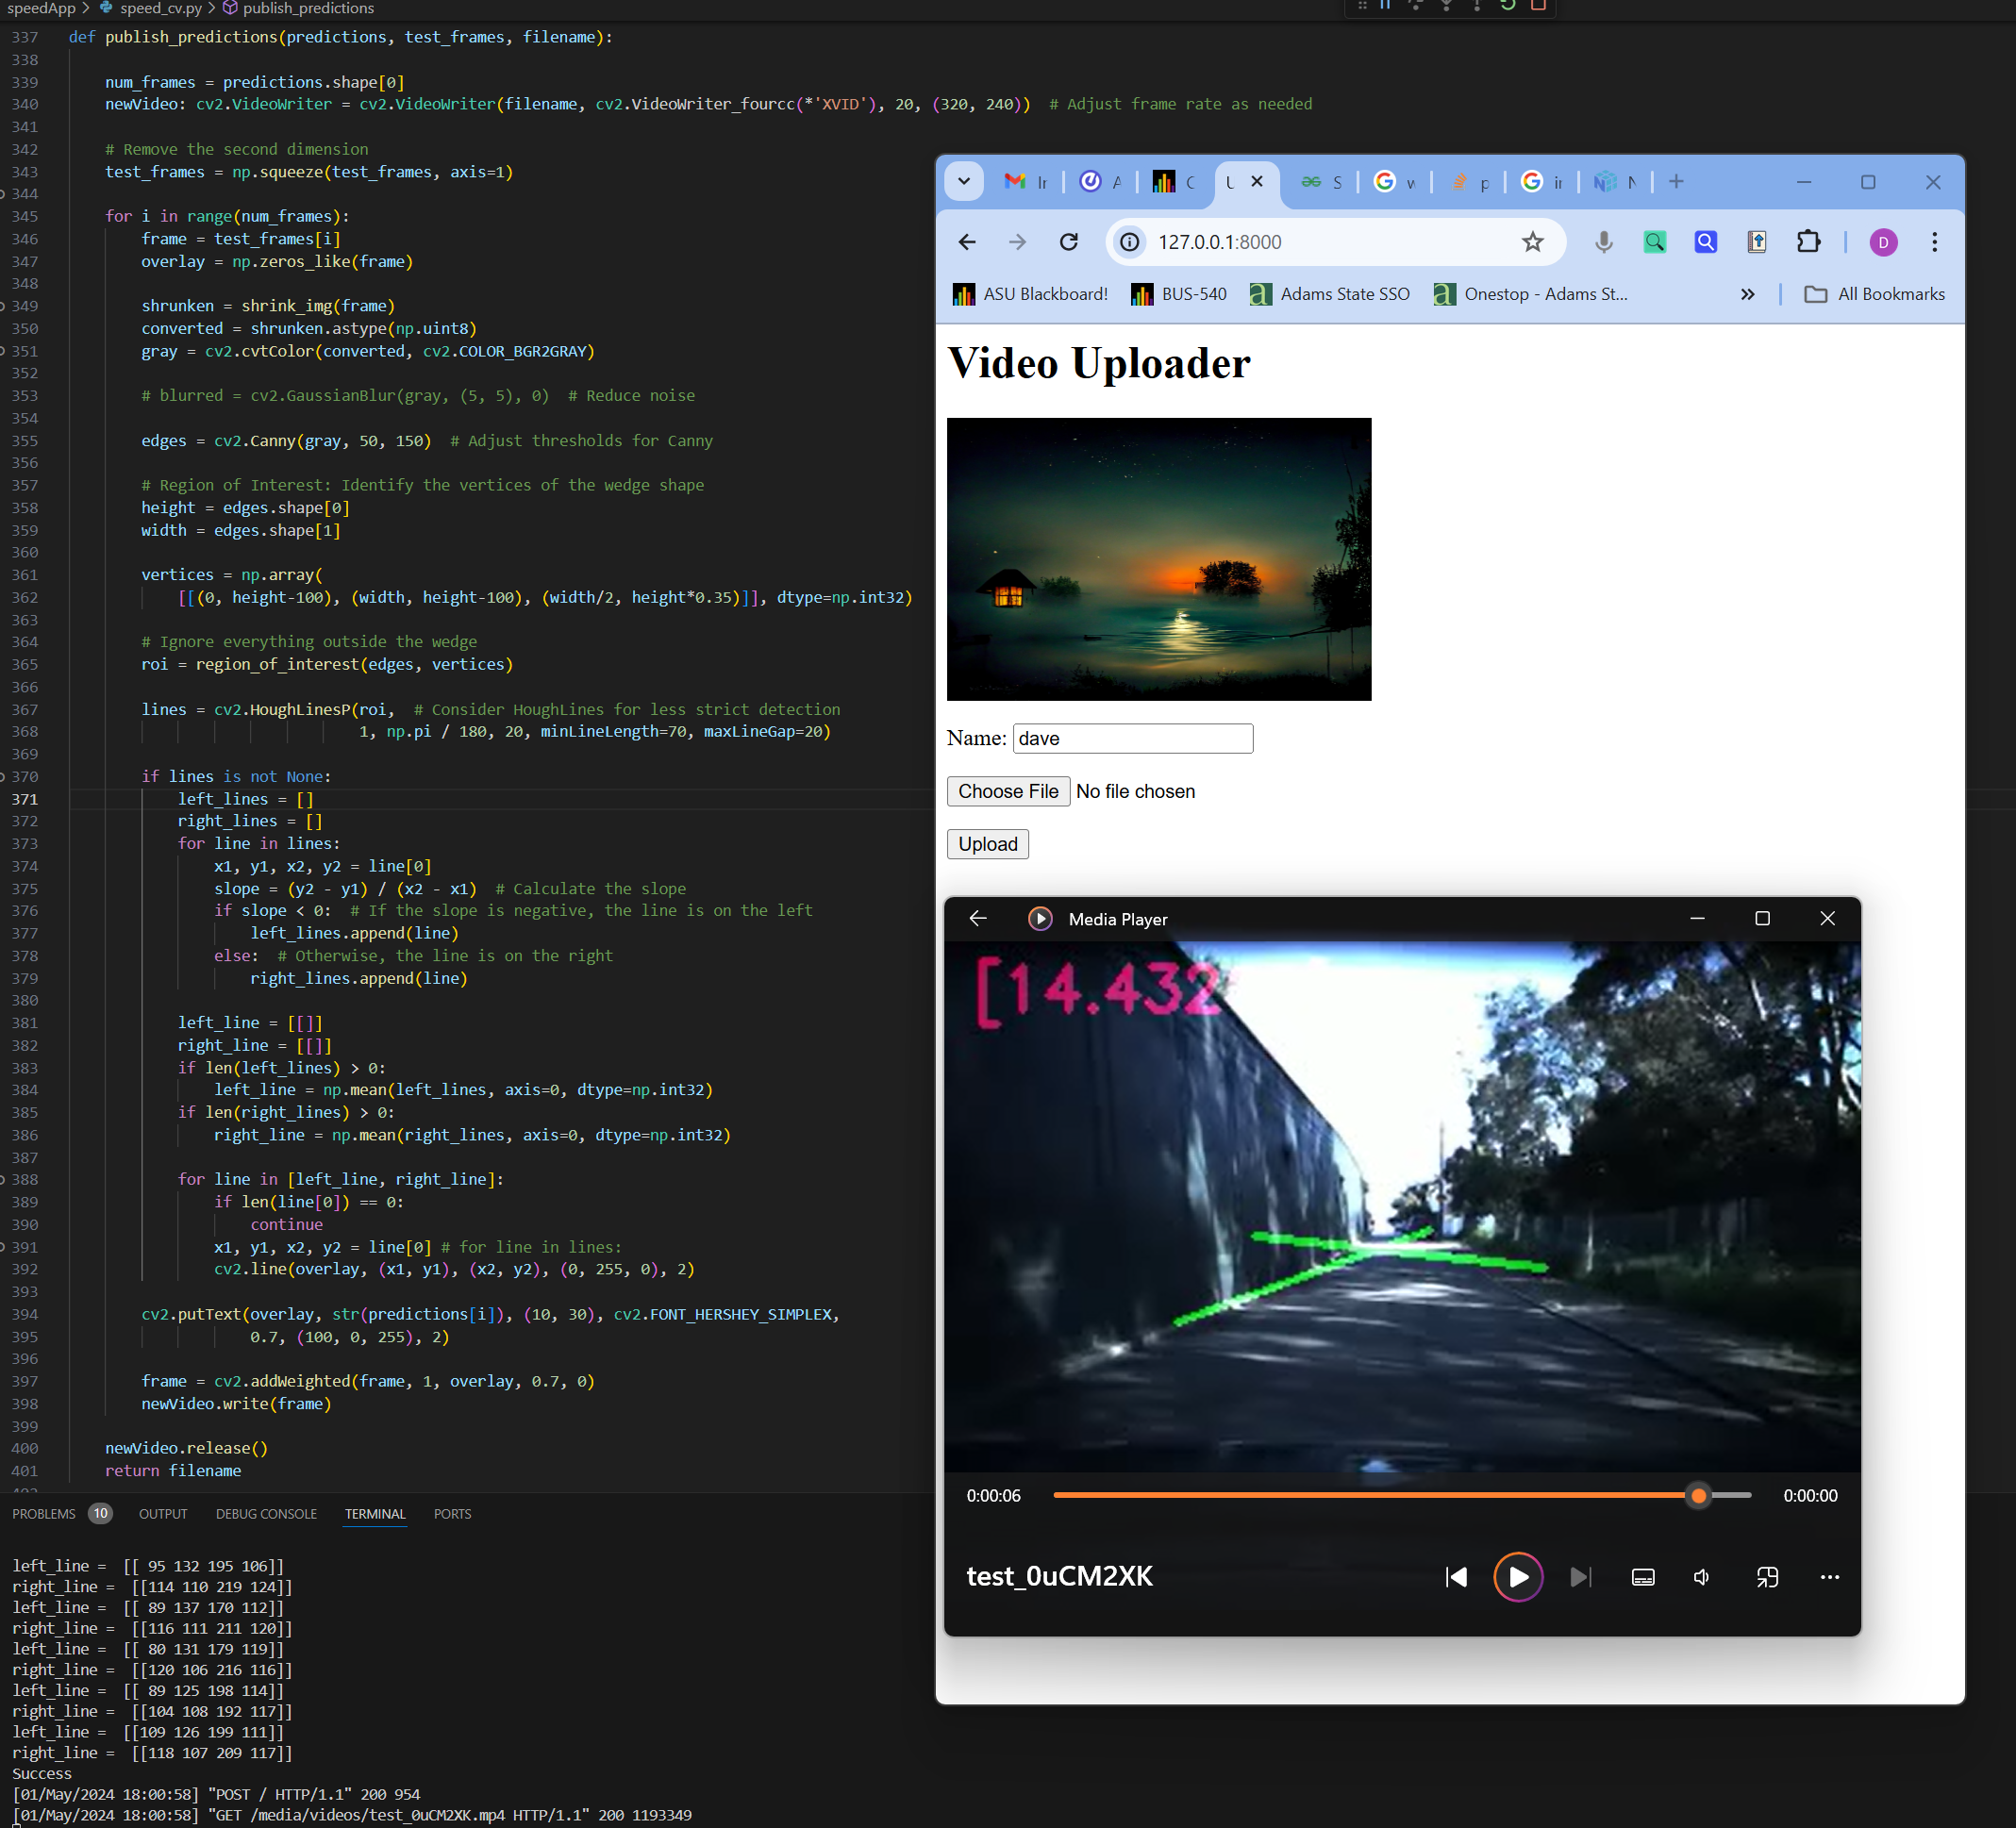 speedApp > speed_cv.py > publish_predictions
337 def publish_predictions(predictions, test_frames, filename):
338
339 num_frames = predictions.shape[0]
340 newVideo: cv2.VideoWriter = cv2.VideoWriter(filename, cv2.VideoWriter_fourcc(*'XVID'), 20, (320, 240)) # Adjust frame rate as needed
341
342 # Remove the second dimension
343 test_frames = np.squeeze(test_frames, axis=1)
344
345 for i in range(num_frames):
346 frame = test_frames[i]
347 overlay = np.zeros_like(frame)
348
349 shrunken = shrink_img(frame)
350 converted = shrunken.astype(np.uint8)
351 gray = cv2.cvtColor(converted, cv2.COLOR_BGR2GRAY)
352
353 # blurred = cv2.GaussianBlur(gray, (5, 5), 0) # Reduce noise
354
355 edges = cv2.Canny(gray, 50, 150) # Adjust thresholds for Canny
356
357 # Region of Interest: Identify the vertices of the wedge shape
358 height = edges.shape[0]
359 width = edges.shape[1]
360
361 vertices = np.array(
362 [[(0, height-100), (width, height-100), (width/2, height*0.35)]], dtype=np.int32)
363
364 # Ignore everything outside the wedge
365 roi = region_of_interest(edges, vertices)
366
367 lines = cv2.HoughLinesP(roi, # Consider HoughLines for less strict detection
368 1, np.pi / 180, 20, minLineLength=70, maxLineGap=20)
369
370 if lines is not None:
371 left_lines = []
372 right_lines = []
373 for line in lines:
374 x1, y1, x2, y2 = line[0]
375 slope = (y2 - y1) / (x2 - x1) # Calculate the slope
376 if slope < 0: # If the slope is negative, the line is on the left
377 left_lines.append(line)
378 else: # Otherwise, the line is on the right
379 right_lines.append(line)
380
381 left_line = [[]]
382 right_line = [[]]
383 if len(left_lines) > 0:
384 left_line = np.mean(left_lines, axis=0, dtype=np.int32)
385 if len(right_lines) > 0:
386 right_line = np.mean(right_lines, axis=0, dtype=np.int32)
387
388 for line in [left_line, right_line]:
389 if len(line[0]) == 0:
390 continue
391 x1, y1, x2, y2 = line[0] # for line in lines:
392 cv2.line(overlay, (x1, y1), (x2, y2), (0, 255, 0), 2)
393
394 cv2.putText(overlay, str(predictions[i]), (10, 30), cv2.FONT_HERSHEY_SIMPLEX,
395 0.7, (100, 0, 255), 2)
396
397 frame = cv2.addWeighted(frame, 1, overlay, 0.7, 0)
398 newVideo.write(frame)
399
400 newVideo.release()
401 return filename
PROBLEMS 10 OUTPUT DEBUG CONSOLE TERMINAL PORTS
left_line = [[ 95 132 195 106]]
right_line = [[114 110 219 124]]
left_line = [[ 89 137 170 112]]
right_line = [[116 111 211 120]]
left_line = [[ 80 131 179 119]]
right_line = [[120 106 216 116]]
left_line = [[ 89 125 198 114]]
right_line = [[104 108 192 117]]
left_line = [[109 126 199 111]]
right_line = [[118 107 209 117]]
Success
[01/May/2024 18:00:58] "POST / HTTP/1.1" 200 954
[01/May/2024 18:00:58] "GET /media/videos/test_0uCM2XK.mp4 HTTP/1.1" 200 1193349
127.0.0.1:8000
D
ASU Blackboard! BUS-540 Adams State SSO Onestop - Adams St... » All Bookmarks
Video Uploader
Name: dave
Choose File No file chosen
Upload
Media Player
[14.432
0:00:06 0:00:00
test_0uCM2XK